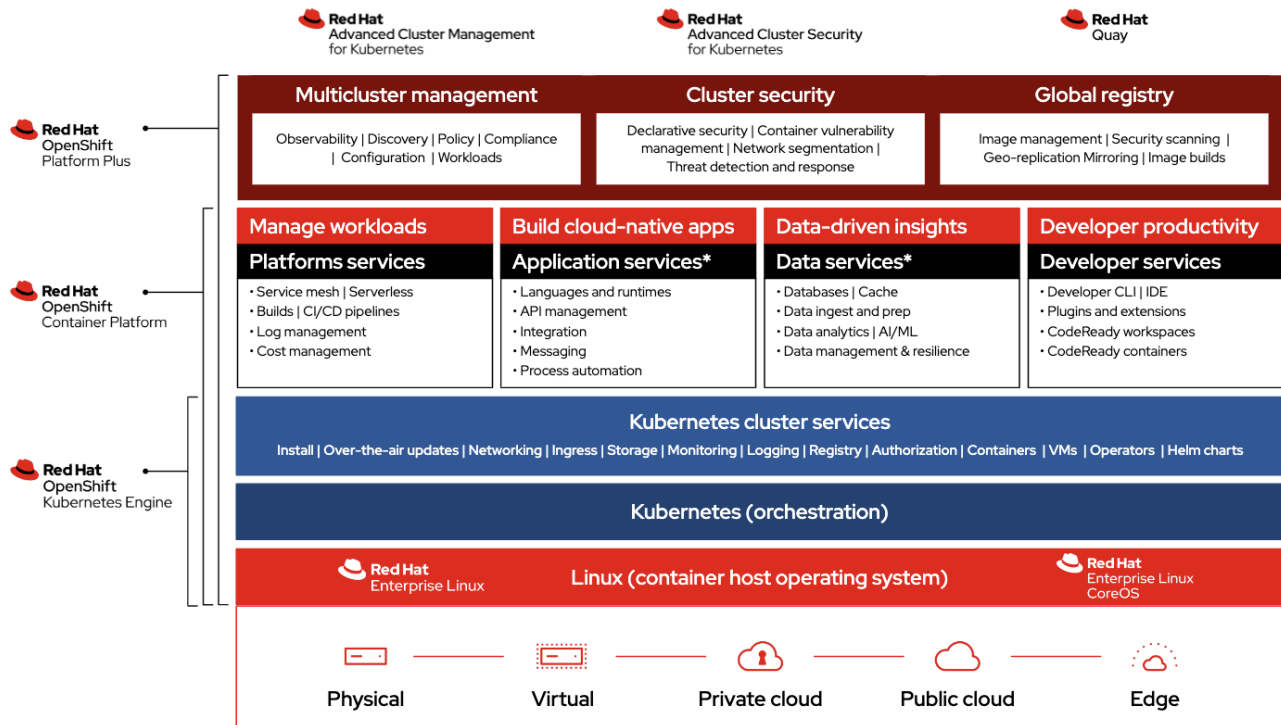 Red Hat
Advanced Cluster Management
for Kubernetes
Red Hat
Advanced Cluster Security
for Kubernetes
Red Hat
Quay
Red Hat
OpenShift
Platform Plus
Multicluster management
Observability | Discovery | Policy | Compliance
| Configuration | Workloads
Cluster security
Declarative security | Container vulnerability
management | Network segmentation |
Threat detection and response
Global registry
Image management | Security scanning |
Geo-replication Mirroring | Image builds
Red Hat
OpenShift
Container Platform
Manage workloads
Platforms services
• Service mesh | Serverless
• Builds | CI/CD pipelines
• Log management
• Cost management
Build cloud-native apps
Application services*
• Languages and runtimes
• API management
• Integration
• Messaging
• Process automation
Data-driven insights
Data services*
• Databases | Cache
• Data ingest and prep
• Data analytics | AI/ML
• Data management & resilience
Developer productivity
Developer services
• Developer CLI | IDE
• Plugins and extensions
• CodeReady workspaces
• CodeReady containers
Red Hat
OpenShift
Kubernetes Engine
Kubernetes cluster services
Install | Over-the-air updates | Networking | Ingress | Storage | Monitoring | Logging | Registry | Authorization | Containers | VMs | Operators | Helm charts
Kubernetes (orchestration)
Red Hat
Enterprise Linux
Linux (container host operating system)
Red Hat
Enterprise Linux
CoreOS
Physical
Virtual
Private cloud
Public cloud
Edge